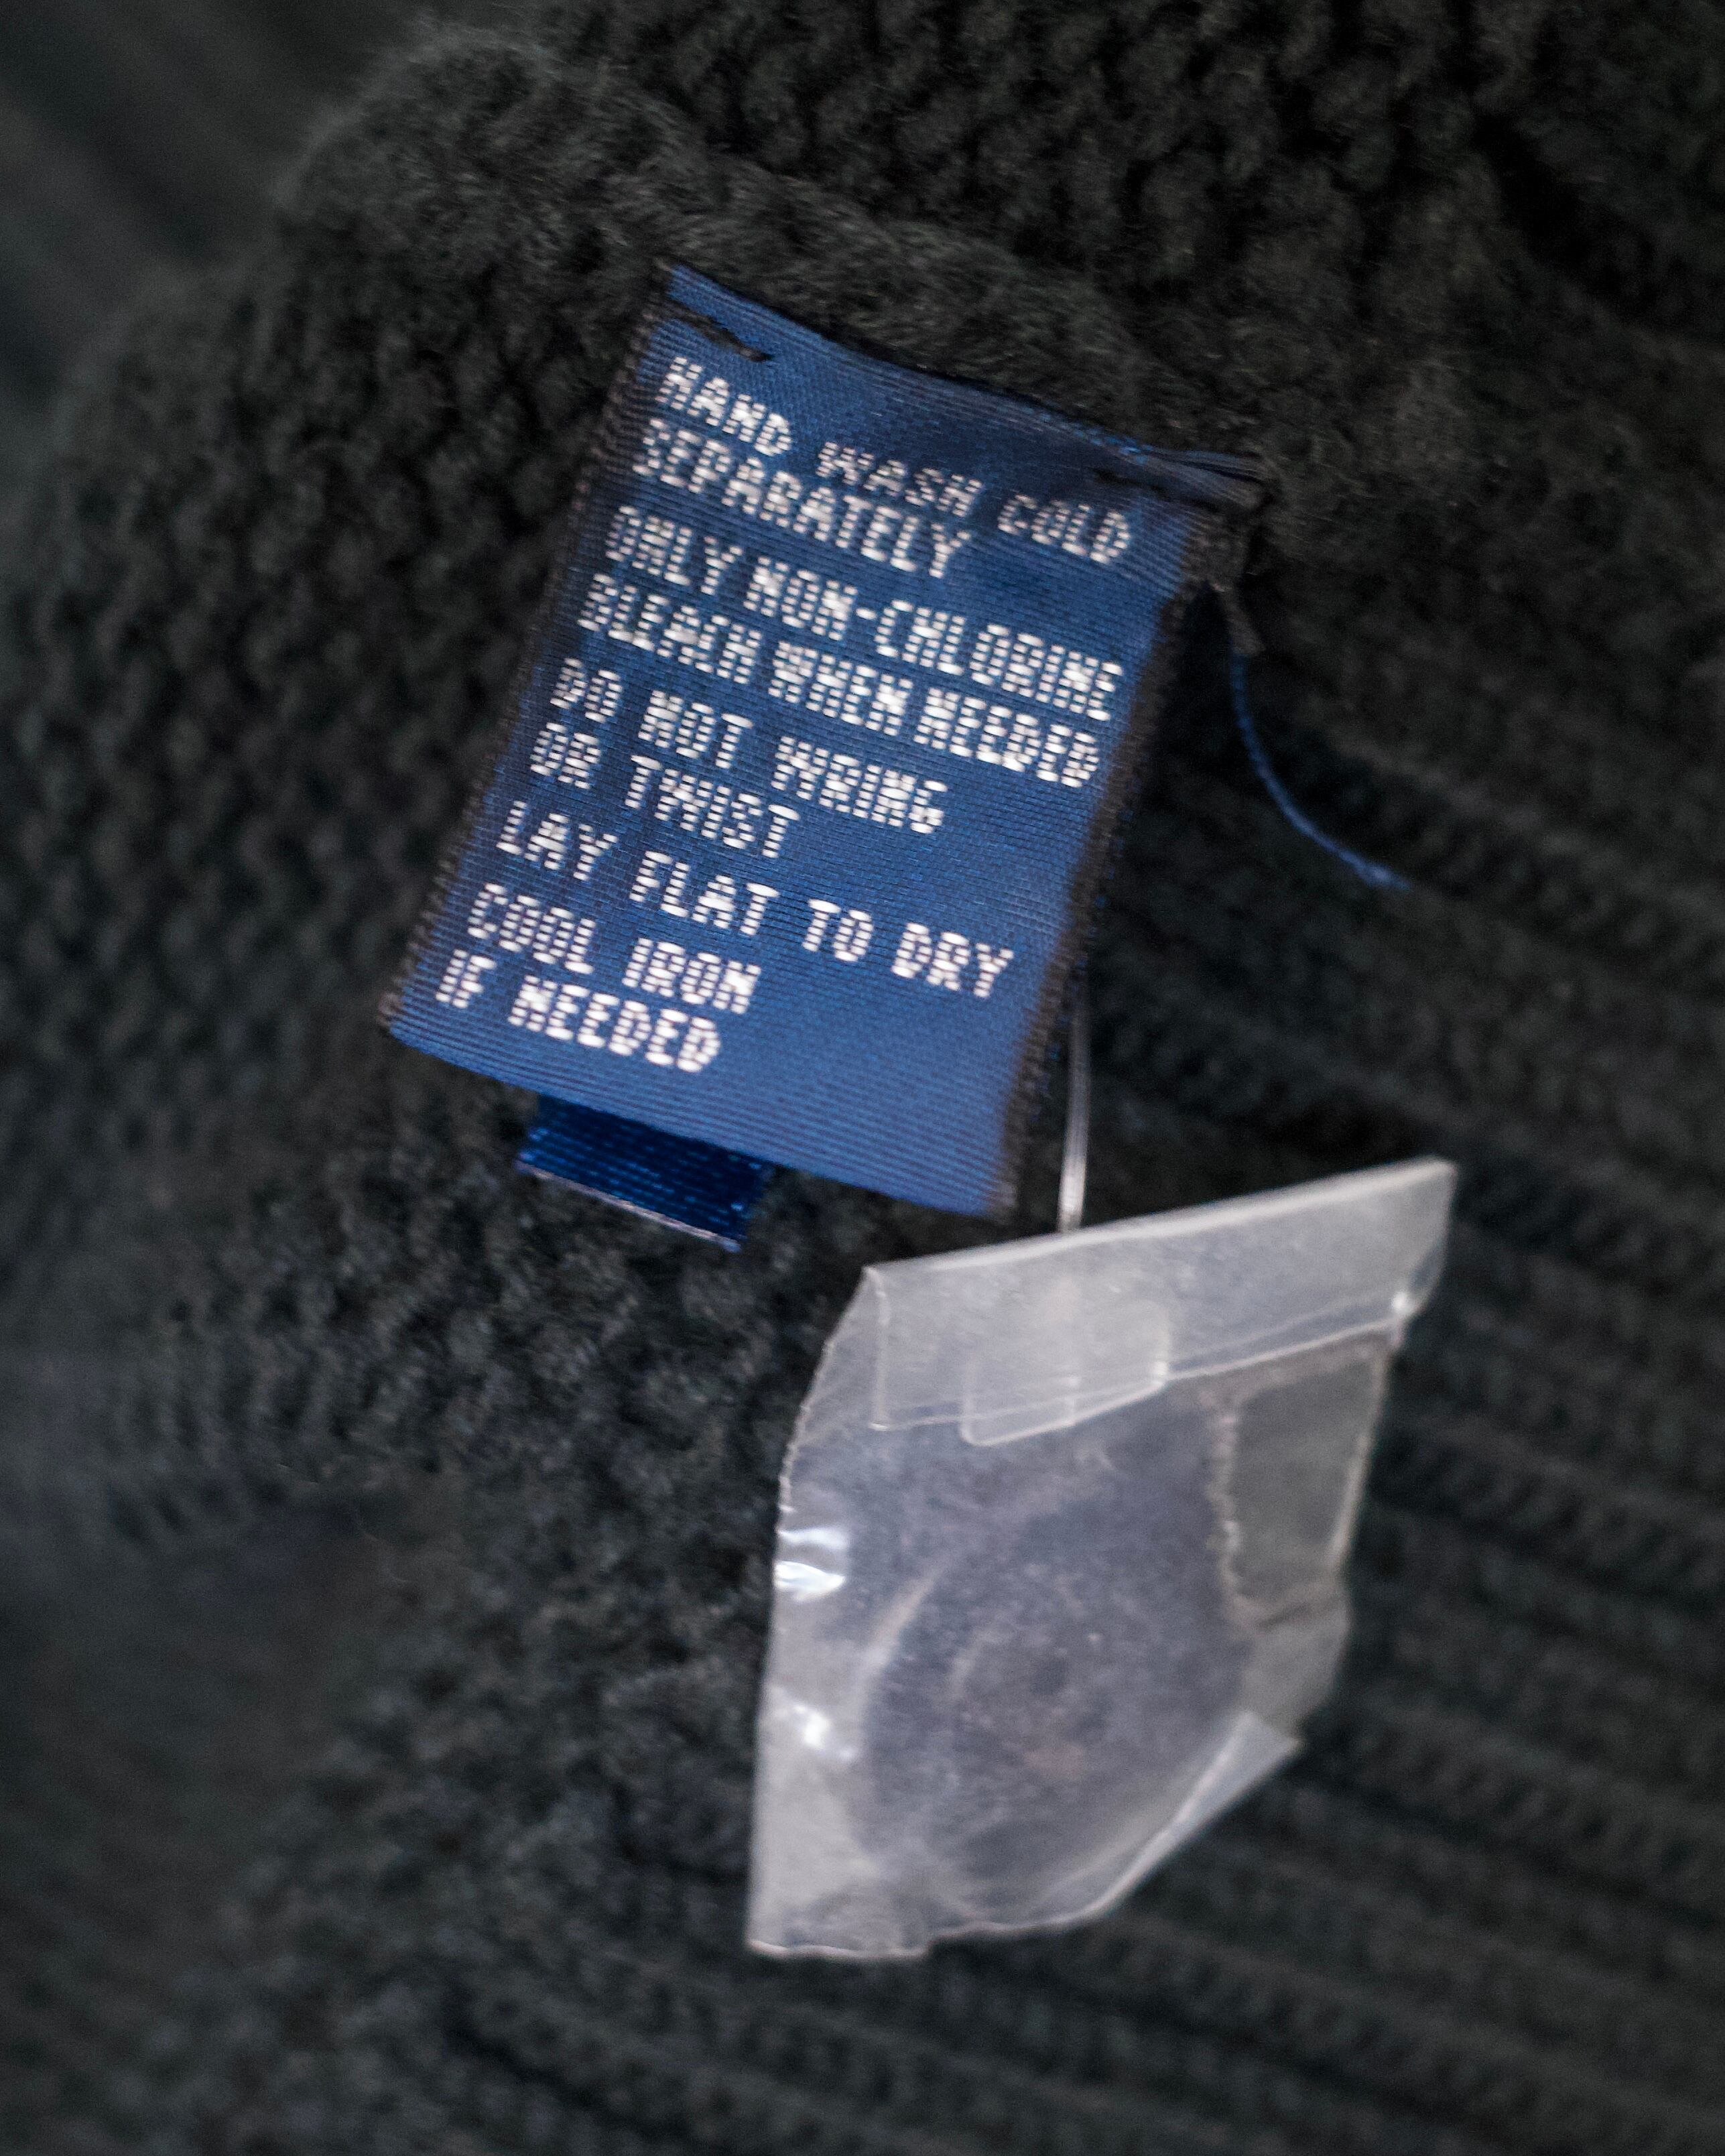 HAND WASH COLD
SEPARATELY
ONLY NON-CHLORINE
BLEACH WHEN NEEDED
DO NOT WRING
OR TWIST
LAY FLAT TO DRY
COOL IRON
IF NEEDED